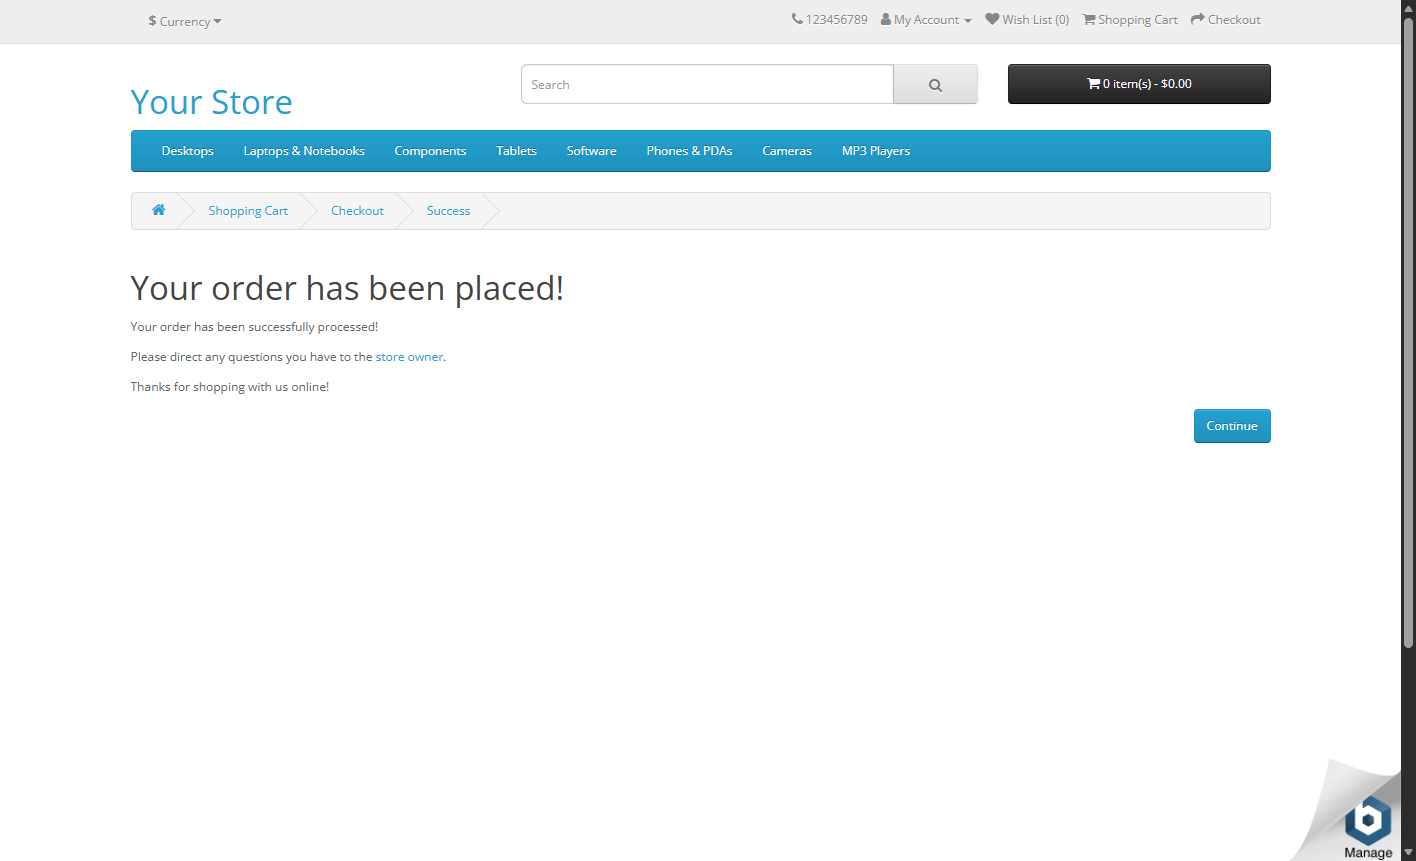 $ Currency
123456789 My Account Wish List (0) Shopping Cart Checkout
Your Store
Search
0 item(s) - $0.00
Desktops Laptops & Notebooks Components Tablets Software Phones & PDAs Cameras MP3 Players
Shopping Cart Checkout Success
Your order has been placed!
Your order has been successfully processed!
Please direct any questions you have to the store owner.
Thanks for shopping with us online!
Continue
Manage